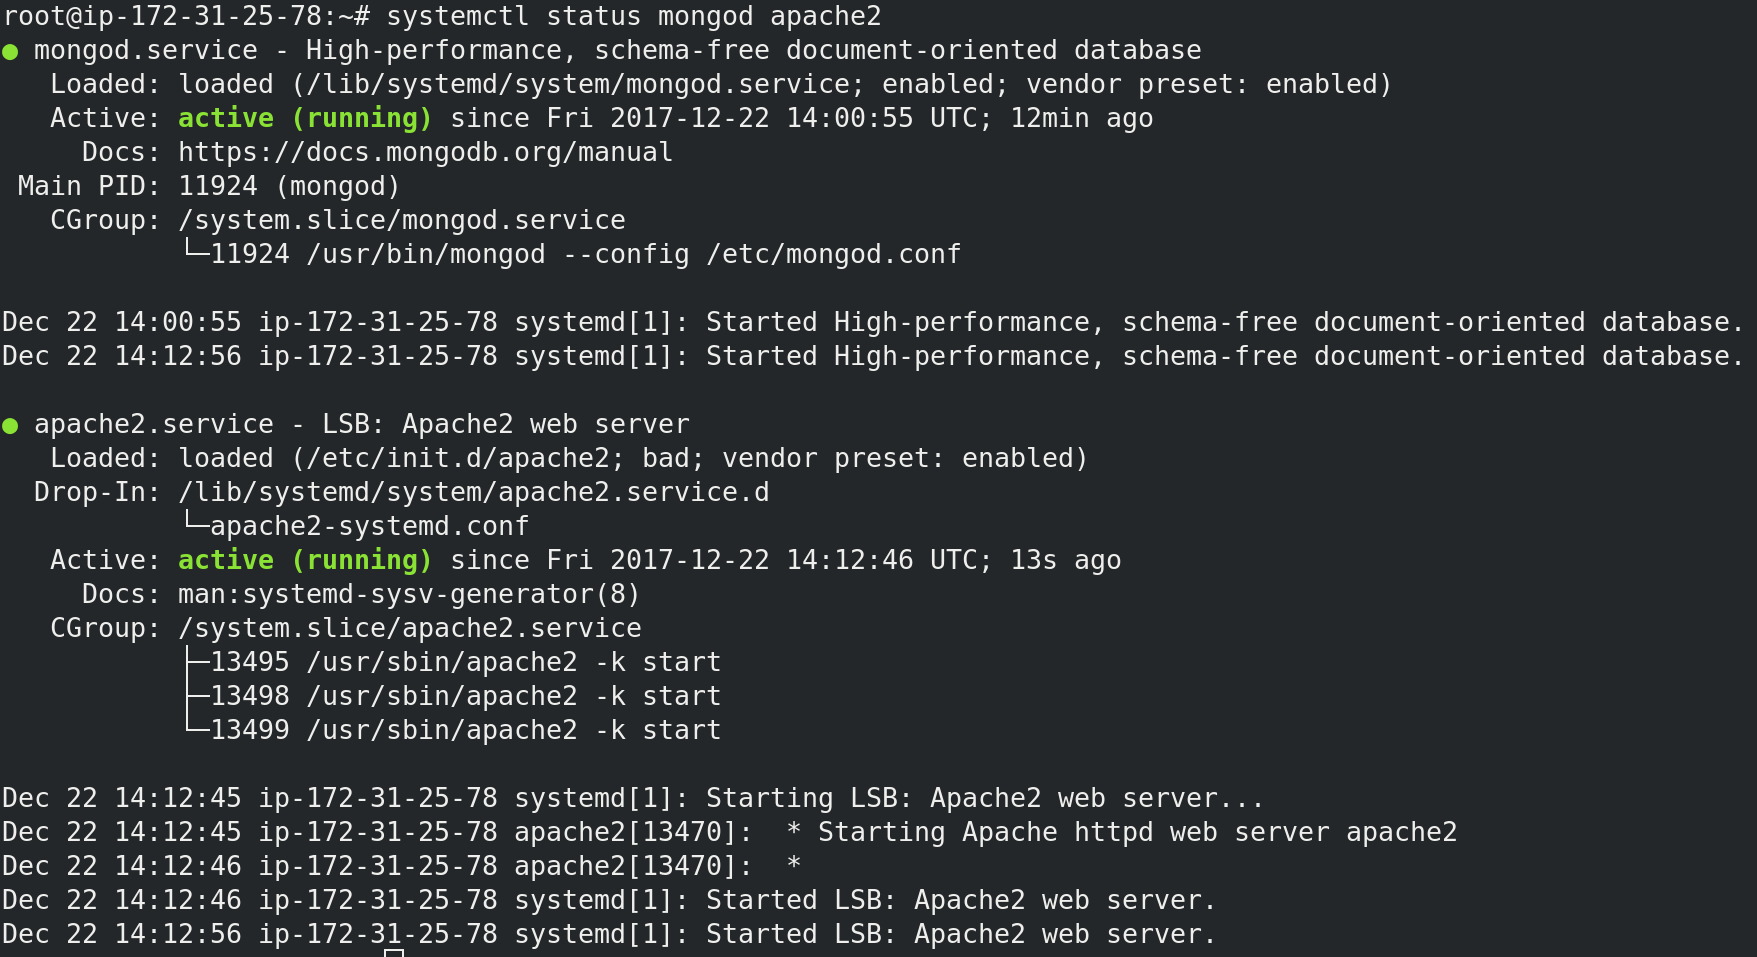 root@ip-172-31-25-78:~# systemctl status mongod apache2
● mongod.service - High-performance, schema-free document-oriented database
   Loaded: loaded (/lib/systemd/system/mongod.service; enabled; vendor preset: enabled)
   Active: active (running) since Fri 2017-12-22 14:00:55 UTC; 12min ago
     Docs: https://docs.mongodb.org/manual
 Main PID: 11924 (mongod)
   CGroup: /system.slice/mongod.service
           └─11924 /usr/bin/mongod --config /etc/mongod.conf

Dec 22 14:00:55 ip-172-31-25-78 systemd[1]: Started High-performance, schema-free document-oriented database.
Dec 22 14:12:56 ip-172-31-25-78 systemd[1]: Started High-performance, schema-free document-oriented database.

● apache2.service - LSB: Apache2 web server
   Loaded: loaded (/etc/init.d/apache2; bad; vendor preset: enabled)
  Drop-In: /lib/systemd/system/apache2.service.d
           └─apache2-systemd.conf
   Active: active (running) since Fri 2017-12-22 14:12:46 UTC; 13s ago
     Docs: man:systemd-sysv-generator(8)
   CGroup: /system.slice/apache2.service
           ├─13495 /usr/sbin/apache2 -k start
           ├─13498 /usr/sbin/apache2 -k start
           └─13499 /usr/sbin/apache2 -k start

Dec 22 14:12:45 ip-172-31-25-78 systemd[1]: Starting LSB: Apache2 web server...
Dec 22 14:12:45 ip-172-31-25-78 apache2[13470]:  * Starting Apache httpd web server apache2
Dec 22 14:12:46 ip-172-31-25-78 apache2[13470]:  *
Dec 22 14:12:46 ip-172-31-25-78 systemd[1]: Started LSB: Apache2 web server.
Dec 22 14:12:56 ip-172-31-25-78 systemd[1]: Started LSB: Apache2 web server.